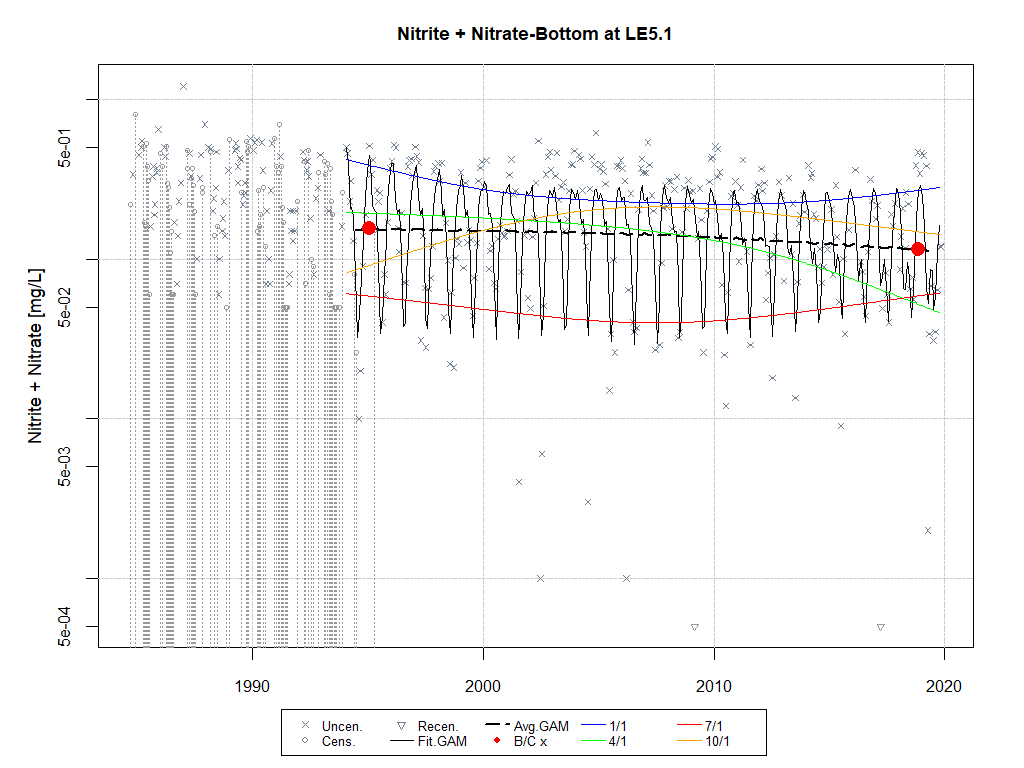 Nitrite + Nitrate-Bottom at LE5.1
Nitrite + Nitrate [mg/L]
5e-01
5e-02
5e-03
5e-04
1990 2000 2010 2020
Uncen. Recen. Avg.GAM 1/1 7/1
Cens. Fit.GAM B/C x 4/1 10/1